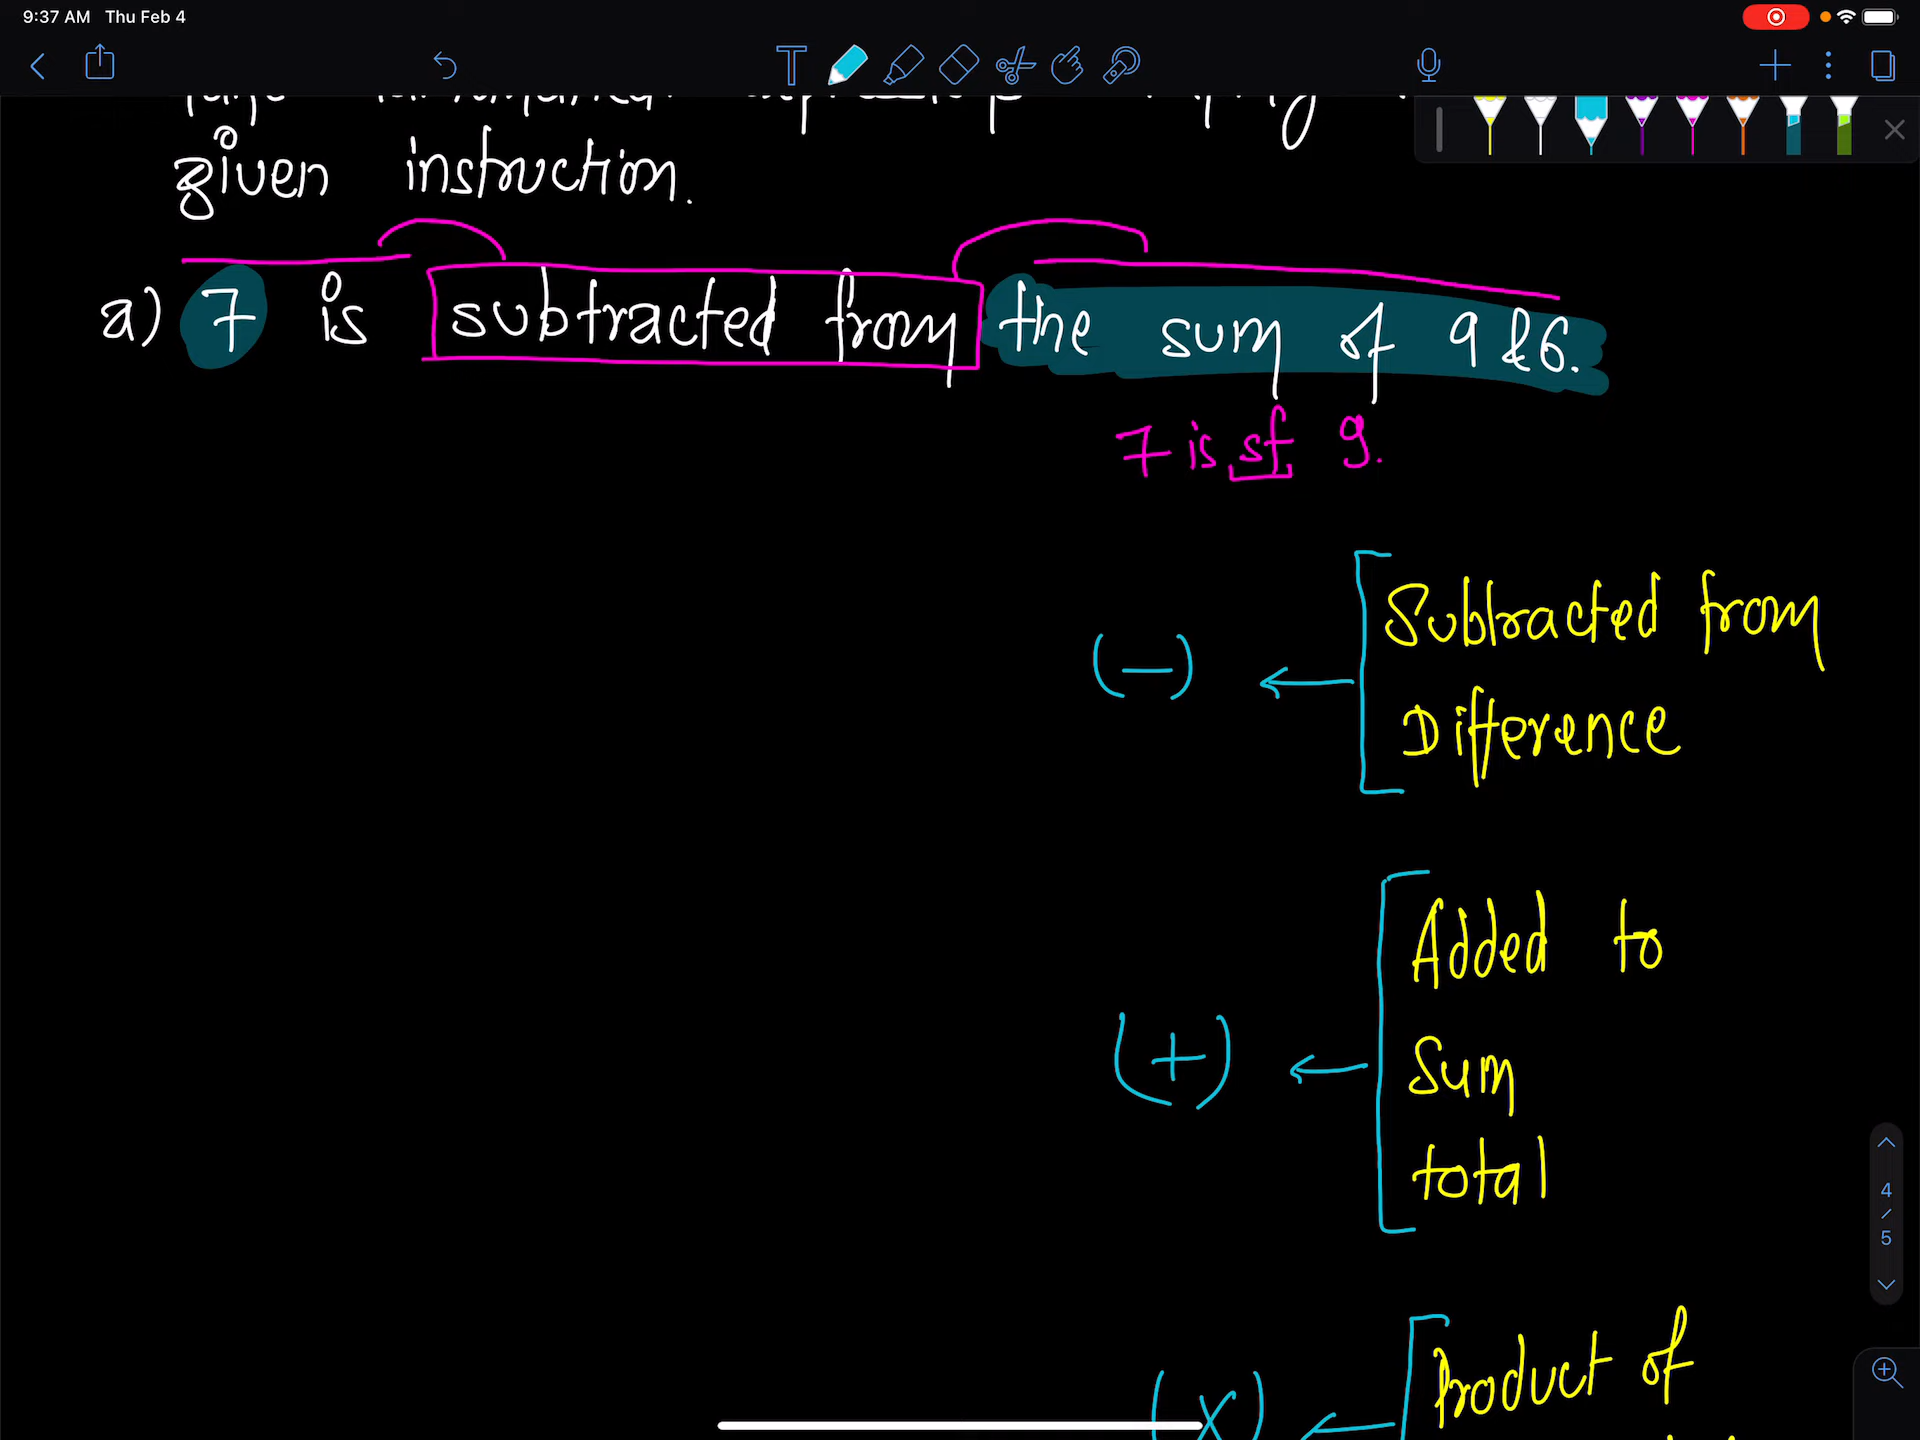 9:37 AM Thu Feb 4
given instruction.
a) 7 is subtracted from the sum of 9 & 6.
7 is sf 9.
(−) ← Subtracted from
Difference
Added to
(+) ← Sum
total
Product of
(x) ←
4
/
5